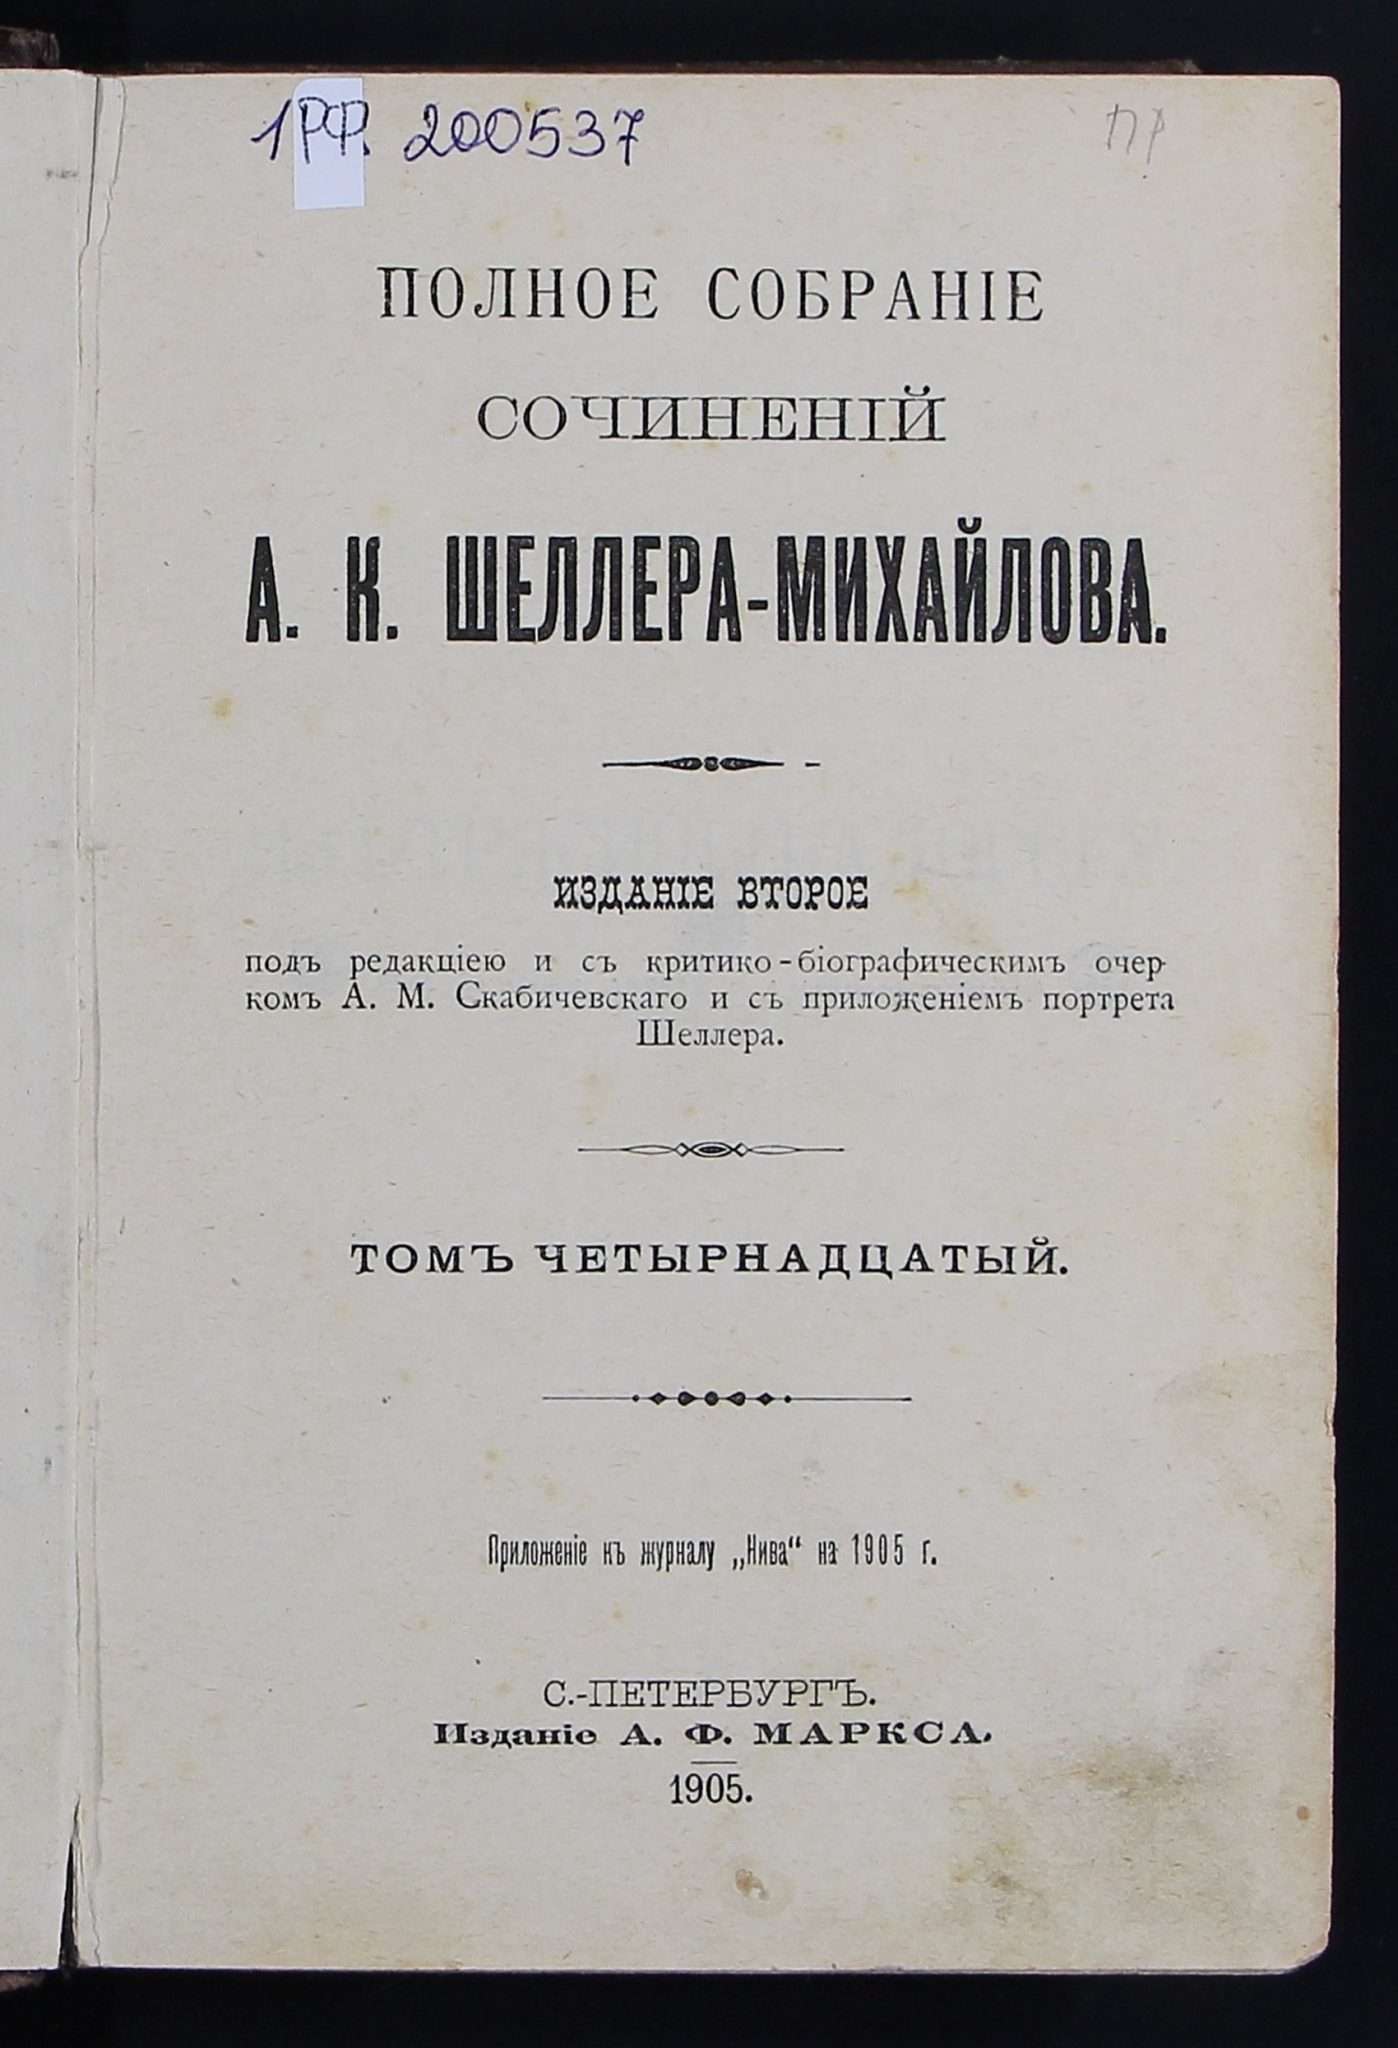 1РФ. 200537
пр
ПОЛНОЕ СОБРАНІЕ
СОЧИНЕНІЙ
А. К. ШЕЛЛЕРА-МИХАЙЛОВА.
ИЗДАНІЕ ВТОРОЕ
подъ редакціею и съ критико-біографическимъ очер-
комъ А. М. Скабичевскаго и съ приложеніемъ портрета
Шеллера.
ТОМЪ ЧЕТЫРНАДЦАТЫЙ.
Приложеніе къ журналу „Нива“ на 1905 г.
С.-ПЕТЕРБУРГЪ.
Изданіе А. Ф. МАРКСА.
1905.